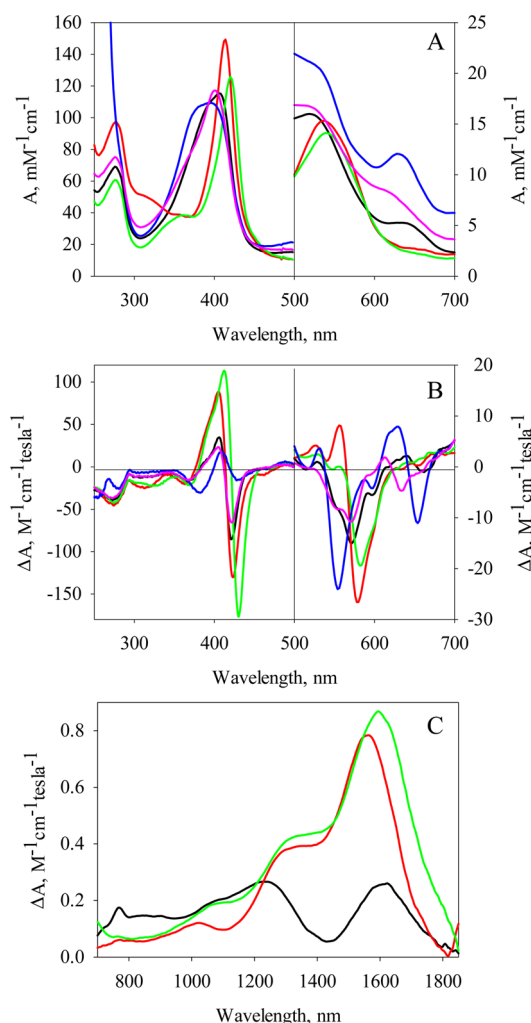 A
160
140
120
100
80
60
40
20
0
A, mM⁻¹cm⁻¹
25
20
15
10
5
0
A, mM⁻¹cm⁻¹
300 400 500 600 700
Wavelength, nm
B
100
50
0
-50
-100
-150
ΔA, M⁻¹cm⁻¹tesla⁻¹
20
10
0
-10
-20
-30
ΔA, M⁻¹cm⁻¹tesla⁻¹
300 400 500 600 700
Wavelength, nm
C
0.8
0.6
0.4
0.2
0.0
ΔA, M⁻¹cm⁻¹tesla⁻¹
800 1000 1200 1400 1600 1800
Wavelength, nm